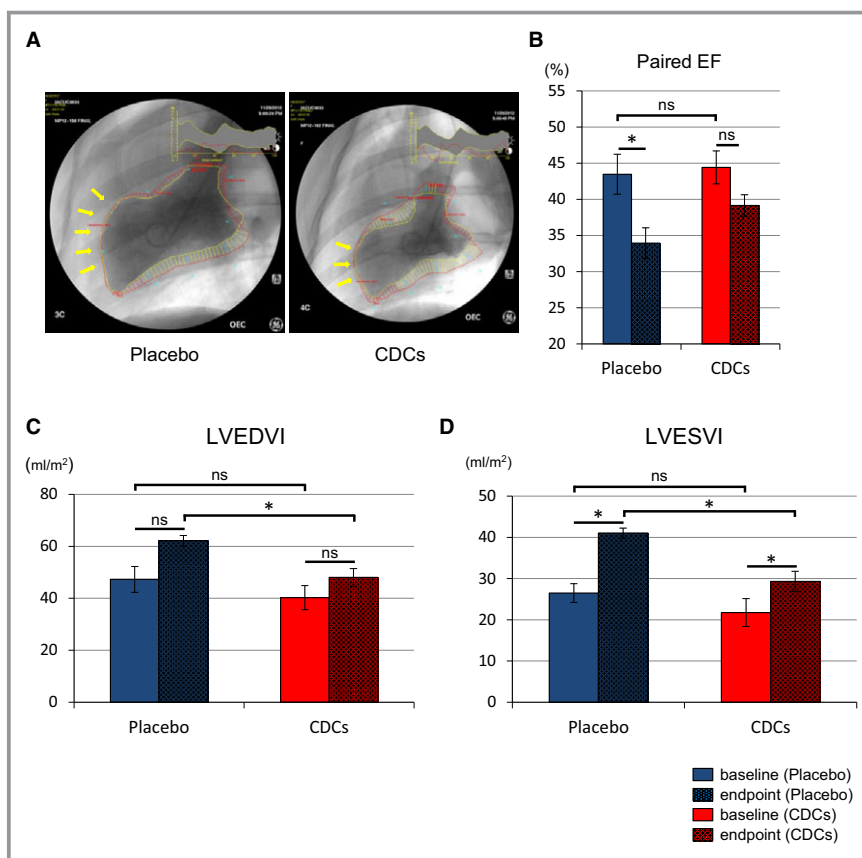 A
3C
OEC
4C
OEC
Placebo
CDCs
B
Paired EF
(%)
55
50
45
40
35
30
25
20
ns
*
ns
Placebo
CDCs
C
LVEDVI
(ml/m²)
80
60
40
20
0
ns
ns
*
ns
Placebo
CDCs
D
LVESVI
(ml/m²)
50
40
30
20
10
0
ns
*
*
*
Placebo
CDCs
baseline (Placebo)
endpoint (Placebo)
baseline (CDCs)
endpoint (CDCs)